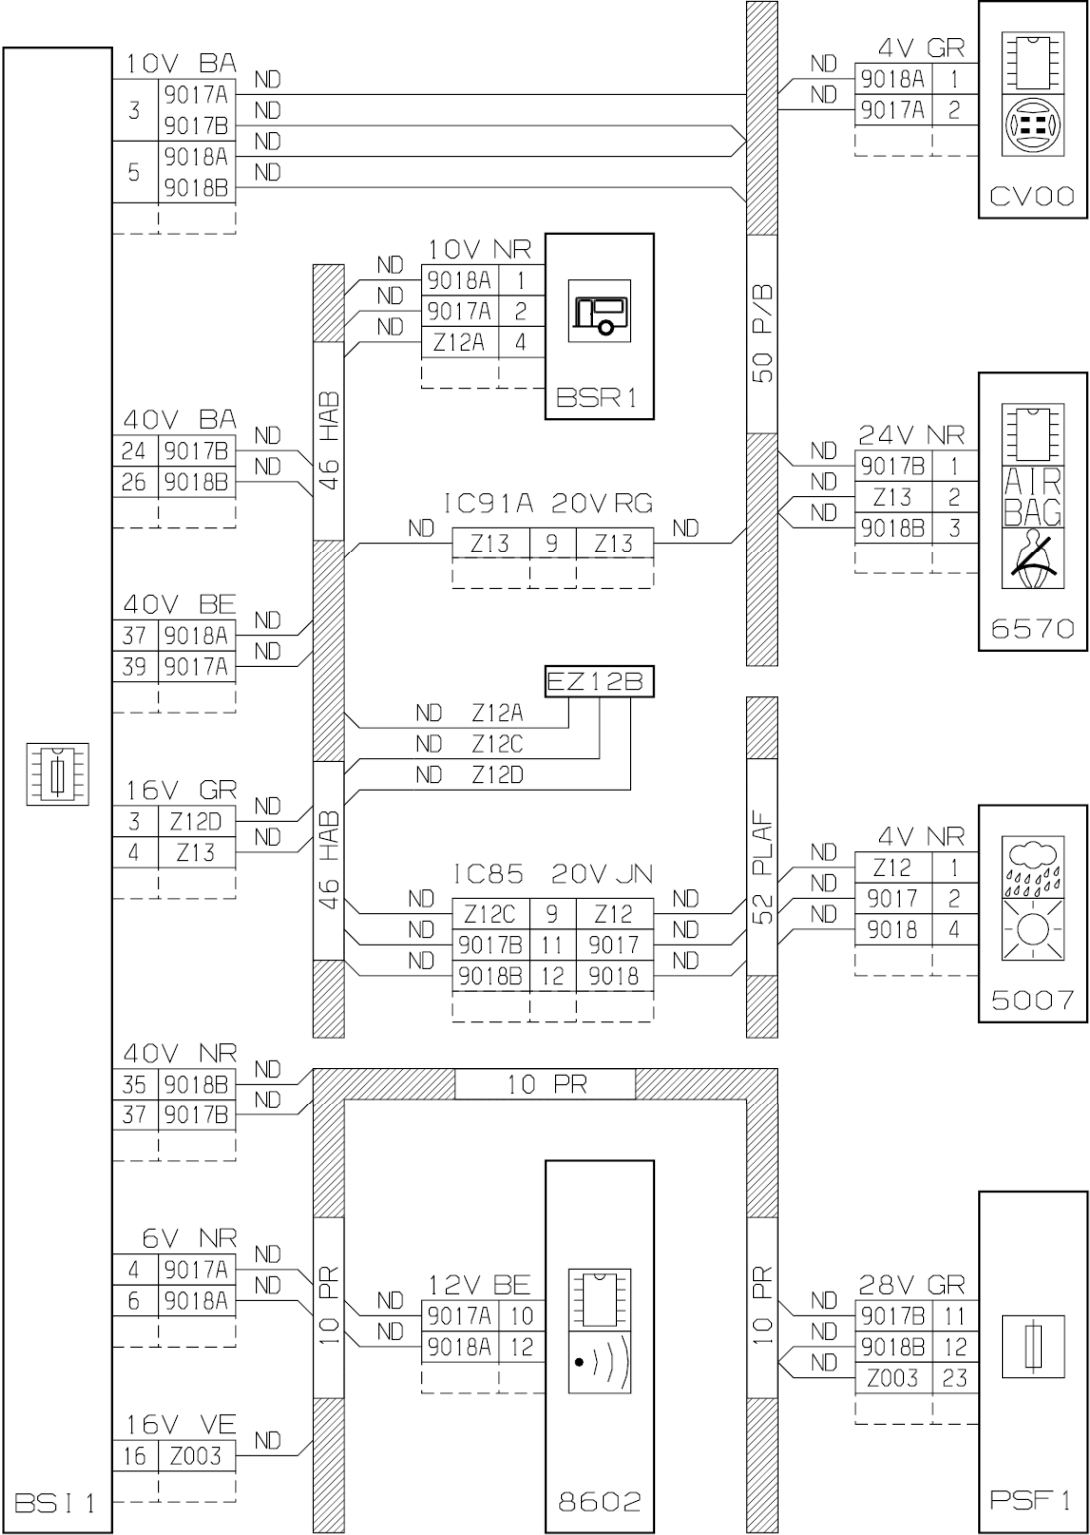 10V BA
3
9017A
ND
9017B
ND
5
9018A
ND
9018B
ND
4V GR
ND
9018A 1
ND
9017A 2
CV00
10V NR
ND
9018A 1
ND
9017A 2
ND
Z12A 4
BSR1
50 P/B
46 HAB
40V BA
24 9017B
ND
26 9018B
ND
24V NR
ND
9017B 1
ND
Z13 2
ND
9018B 3
AIR
BAG
6570
IC91A 20V RG
ND
Z13 9 Z13
ND
40V BE
37 9018A
ND
39 9017A
ND
EZ12B
ND Z12A
ND Z12C
ND Z12D
16V GR
3 Z12D
ND
4 Z13
ND
46 HAB
52 PLAF
IC85 20V JN
ND
Z12C 9 Z12
ND
ND
9017B 11 9017
ND
ND
9018B 12 9018
ND
4V NR
ND
Z12 1
ND
9017 2
ND
9018 4
5007
40V NR
35 9018B
ND
37 9017B
ND
10 PR
6V NR
4 9017A
ND
6 9018A
ND
10 PR
12V BE
ND
9017A 10
ND
9018A 12
8602
10 PR
28V GR
ND
9017B 11
ND
9018B 12
ND
Z003 23
PSF1
16V VE
16 Z003
ND
BSI1